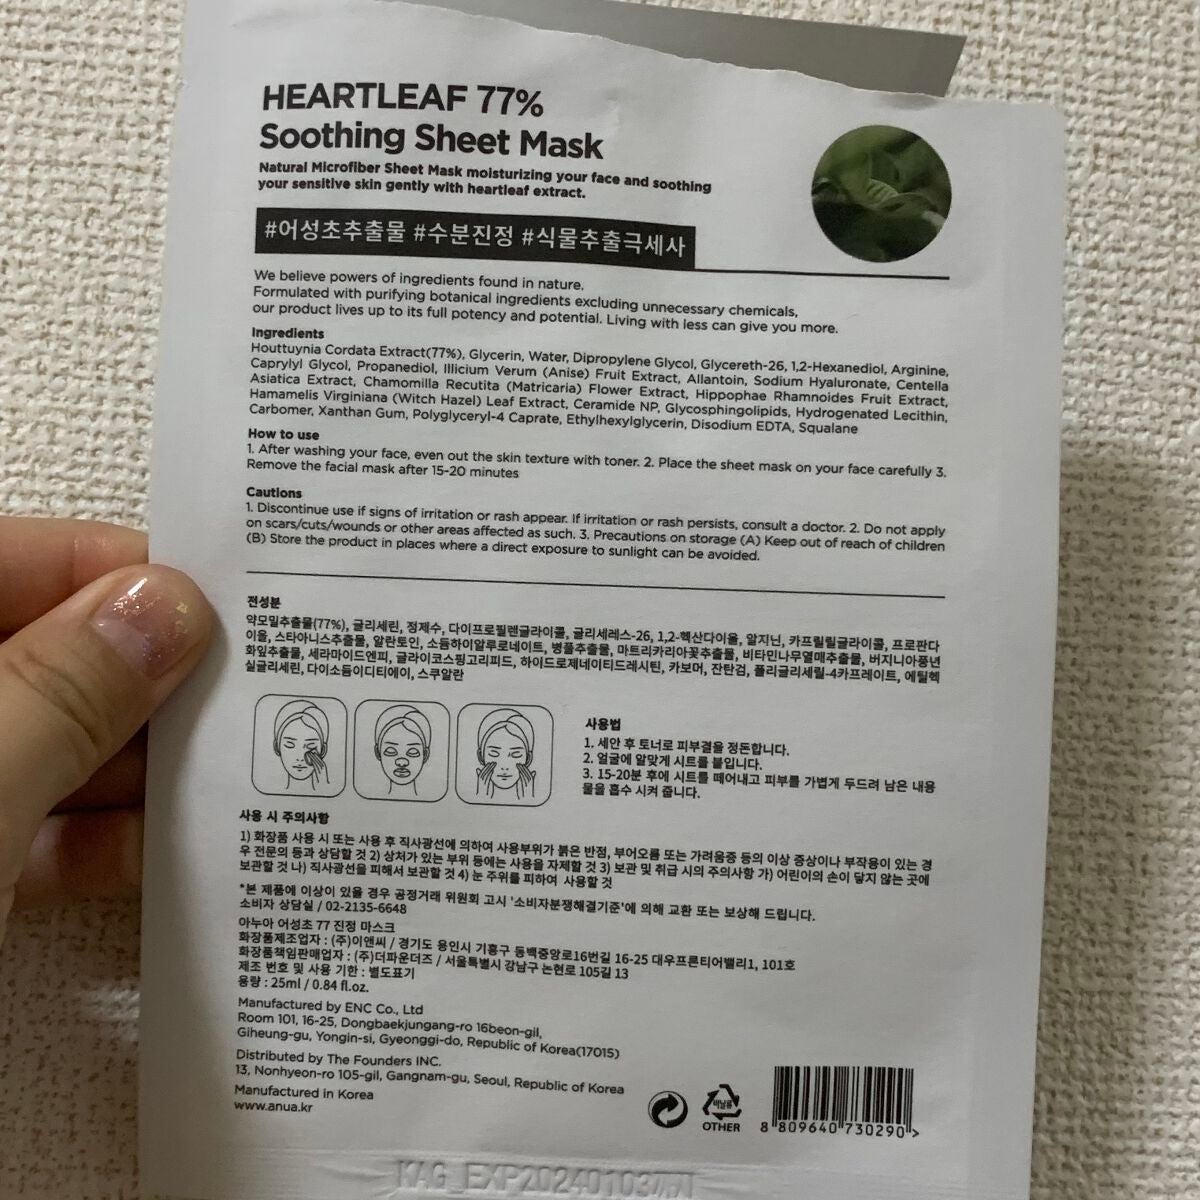 HEARTLEAF 77%
Soothing Sheet Mask
Natural Microfiber Sheet Mask moisturizing your face and soothing
your sensitive skin gently with heartleaf extract.
#어성초추출물 #수분진정 #식물추출극세사
We believe powers of ingredients found in nature.
Formulated with purifying botanical ingredients excluding unnecessary chemicals,
our product lives up to its full potency and potential. Living with less can give you more.
Ingredients
Houttuynia Cordata Extract(77%), Glycerin, Water, Dipropylene Glycol, Glycereth-26, 1,2-Hexanediol, Arginine,
Caprylyl Glycol, Propanediol, Illicium Verum (Anise) Fruit Extract, Allantoin, Sodium Hyaluronate, Centella
Asiatica Extract, Chamomilla Recutita (Matricaria) Flower Extract, Hippophae Rhamnoides Fruit Extract,
Hamamelis Virginiana (Witch Hazel) Leaf Extract, Ceramide NP, Glycosphingolipids, Hydrogenated Lecithin,
Carbomer, Xanthan Gum, Polyglyceryl-4 Caprate, Ethylhexylglycerin, Disodium EDTA, Squalane
How to use
1. After washing your face, even out the skin texture with toner. 2. Place the sheet mask on your face carefully 3.
Remove the facial mask after 15-20 minutes
Cautions
1. Discontinue use if signs of irritation or rash appear. If irritation or rash persists, consult a doctor. 2. Do not apply
on scars/cuts/wounds or other areas affected as such. 3. Precautions on storage (A) Keep out of reach of children
(B) Store the product in places where a direct exposure to sunlight can be avoided.
전성분
약모밀추출물(77%), 글리세린, 정제수, 다이프로필렌글라이콜, 글리세레스-26, 1,2-헥산다이올, 알지닌, 카프릴릴글라이콜, 프로판다
이올, 스타아니스추출물, 알란토인, 소듐하이알루로네이트, 병풀추출물, 마트리카리아꽃추출물, 비타민나무열매추출물, 버지니아풍년
화잎추출물, 세라마이드엔피, 글라이코스핑고리피드, 하이드로제네이티드레시틴, 카보머, 잔탄검, 폴리글리세릴-4카프레이트, 에틸헥
실글리세린, 다이소듐이디티에이, 스쿠알란
사용법
1. 세안 후 토너로 피부결을 정돈합니다.
2. 얼굴에 알맞게 시트를 붙입니다.
3. 15-20분 후에 시트를 떼어내고 피부를 가볍게 두드려 남은 내용
물을 흡수 시켜 줍니다.
사용 시 주의사항
1) 화장품 사용 시 또는 사용 후 직사광선에 의하여 사용부위가 붉은 반점, 부어오름 또는 가려움증 등의 이상 증상이나 부작용이 있는 경
우 전문의 등과 상담할 것 2) 상처가 있는 부위 등에는 사용을 자제할 것 3) 보관 및 취급 시의 주의사항 가) 어린이의 손이 닿지 않는 곳에
보관할 것 나) 직사광선을 피해서 보관할 것 4) 눈 주위를 피하여 사용할 것
*본 제품에 이상이 있을 경우 공정거래 위원회 고시 '소비자분쟁해결기준'에 의해 교환 또는 보상해 드립니다.
소비자 상담실 / 02-2135-6648
아누아 어성초 77 진정 마스크
화장품제조업자 : (주)이앤씨 / 경기도 용인시 기흥구 동백중앙로16번길 16-25 대우프론티어밸리1, 101호
화장품책임판매업자 : (주)더파운더즈 / 서울특별시 강남구 논현로 105길 13
제조 번호 및 사용 기한 : 별도표기
용량 : 25ml / 0.84 fl.oz.
Manufactured by ENC Co., Ltd
Room 101, 16-25, Dongbaekjungang-ro 16beon-gil,
Giheung-gu, Yongin-si, Gyeonggi-do, Republic of Korea(17015)
Distributed by The Founders INC.
13, Nonhyeon-ro 105-gil, Gangnam-gu, Seoul, Republic of Korea
Manufactured in Korea
www.anua.kr
비닐류
OTHER
8 809640 730290 >
KAG_EXP20240103까지